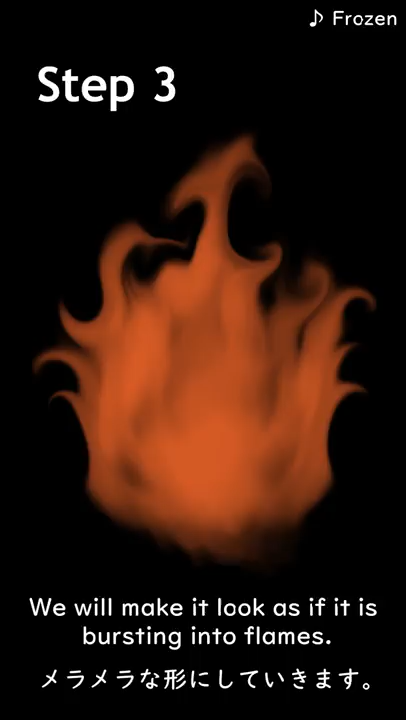 ♪ Frozen
Step 3
We will make it look as if it is
bursting into flames.
メラメラな形にしていきます。